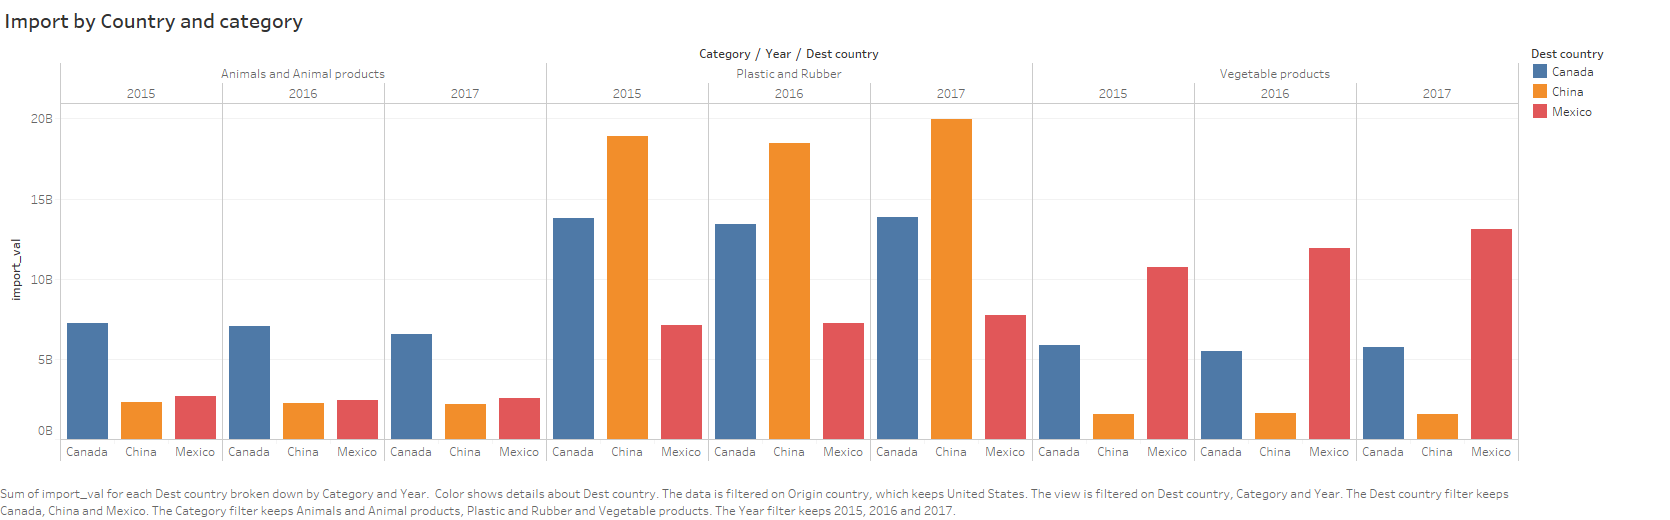 Import by Country and category
Category / Year / Dest country
Dest country
Animals and Animal products
Plastic and Rubber
Vegetable products
Canada
China
Mexico
2015
2016
2017
2015
2016
2017
2015
2016
2017
import_val
20B
15B
10B
5B
0B
Canada China Mexico Canada China Mexico Canada China Mexico Canada China Mexico Canada China Mexico Canada China Mexico Canada China Mexico Canada China Mexico Canada China Mexico
Sum of import_val for each Dest country broken down by Category and Year. Color shows details about Dest country. The data is filtered on Origin country, which keeps United States. The view is filtered on Dest country, Category and Year. The Dest country filter keeps
Canada, China and Mexico. The Category filter keeps Animals and Animal products, Plastic and Rubber and Vegetable products. The Year filter keeps 2015, 2016 and 2017.